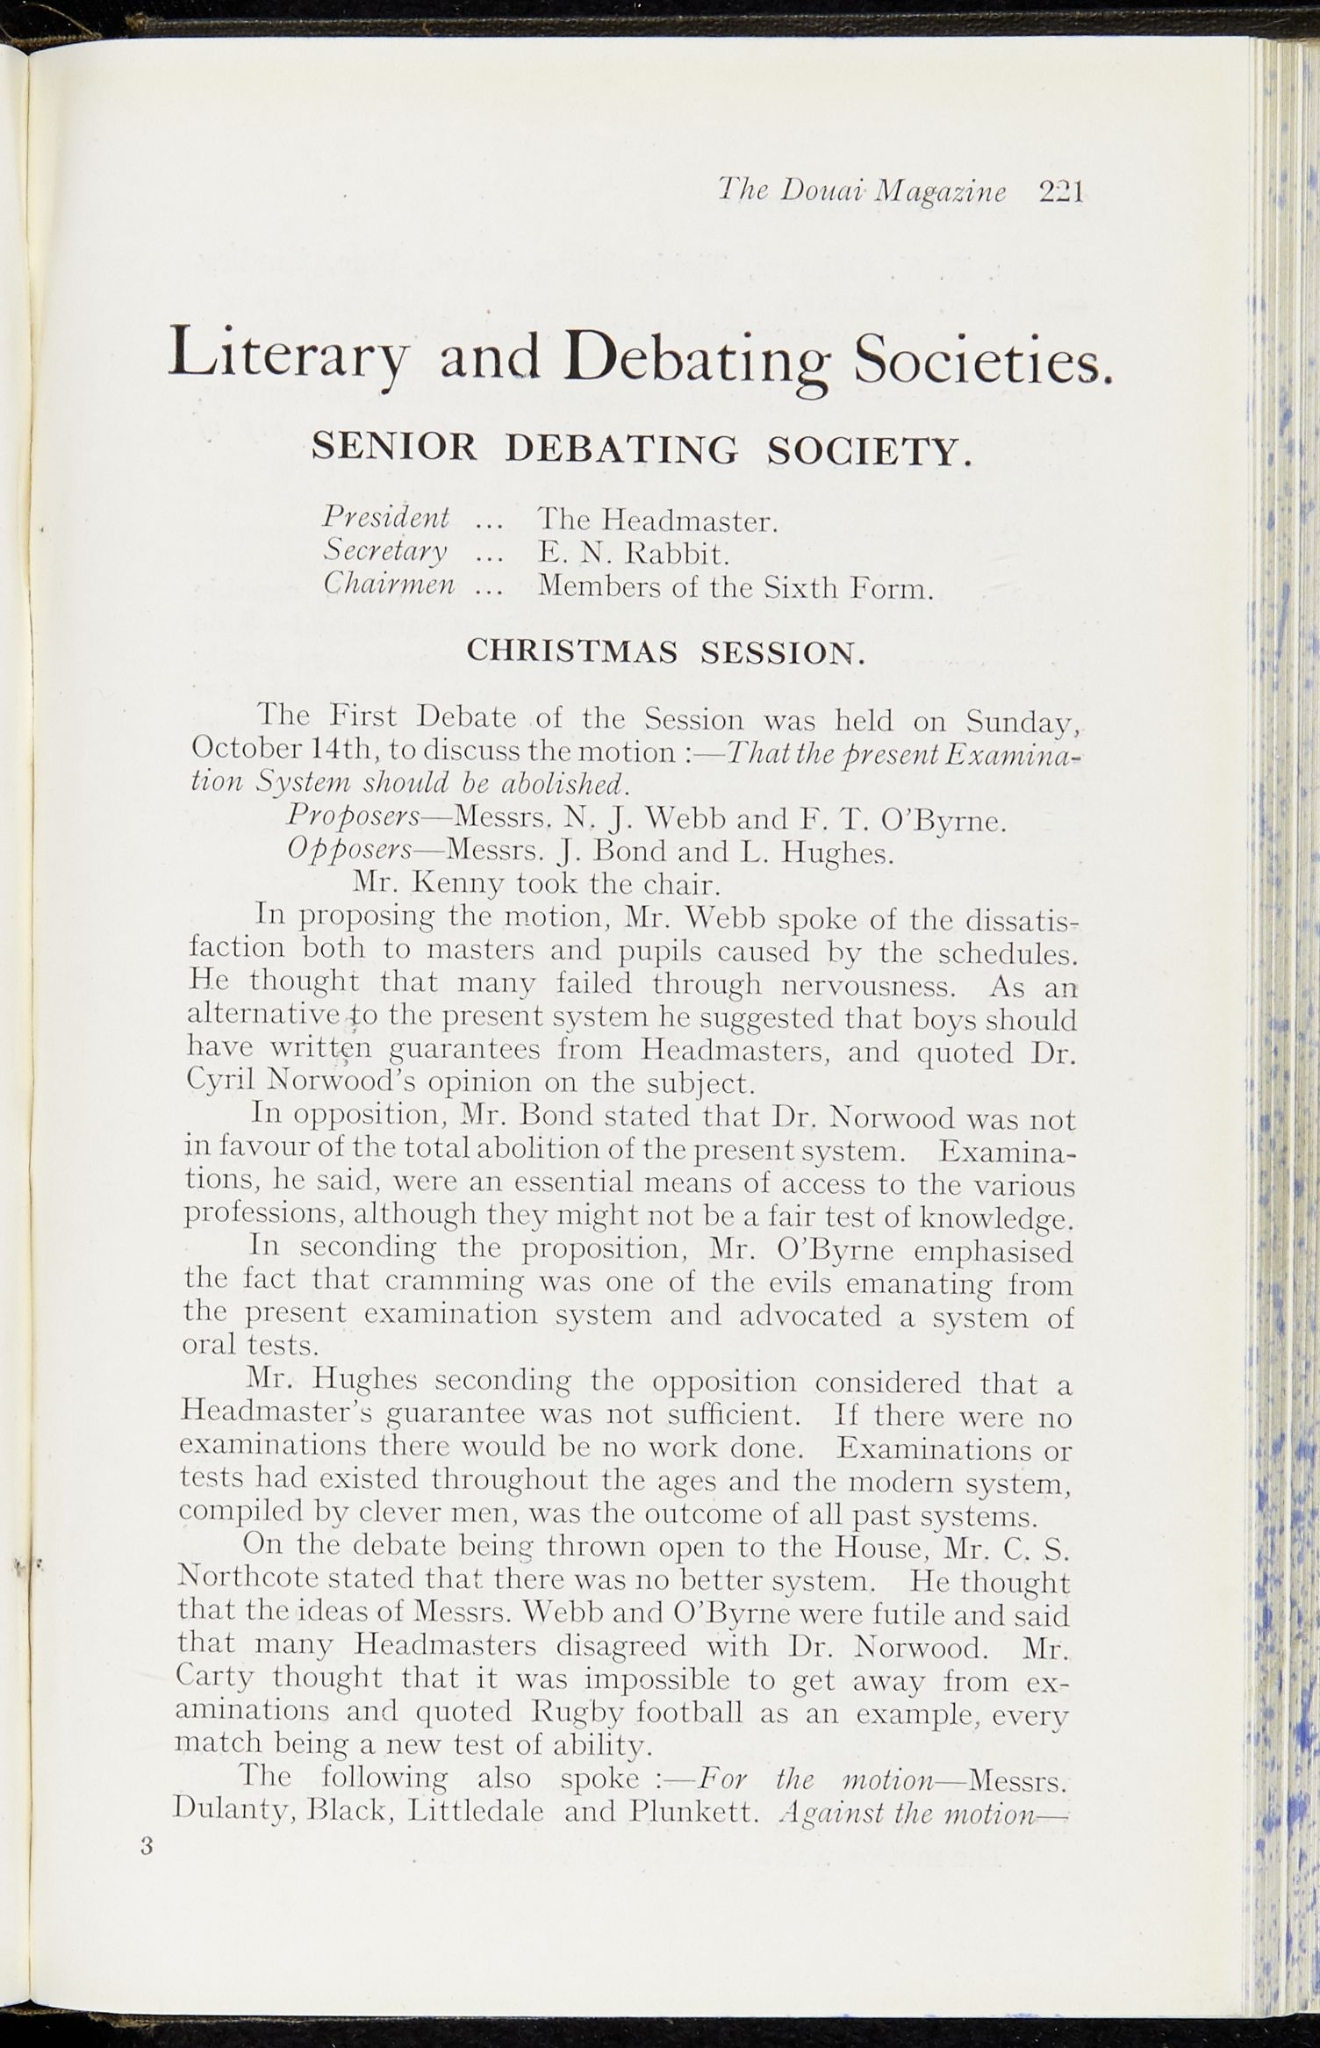 The Douai Magazine 221
Literary and Debating Societies.
SENIOR DEBATING SOCIETY.
President ... The Headmaster.
Secretary ... E. N. Rabbit.
Chairmen ... Members of the Sixth Form.
CHRISTMAS SESSION.
The First Debate of the Session was held on Sunday,
October 14th, to discuss the motion :—That the present Examina-
tion System should be abolished.
Proposers—Messrs. N. J. Webb and F. T. O'Byrne.
Opposers—Messrs. J. Bond and L. Hughes.
Mr. Kenny took the chair.
In proposing the motion, Mr. Webb spoke of the dissatis-
faction both to masters and pupils caused by the schedules.
He thought that many failed through nervousness. As an
alternative to the present system he suggested that boys should
have written guarantees from Headmasters, and quoted Dr.
Cyril Norwood's opinion on the subject.
In opposition, Mr. Bond stated that Dr. Norwood was not
in favour of the total abolition of the present system. Examina-
tions, he said, were an essential means of access to the various
professions, although they might not be a fair test of knowledge.
In seconding the proposition, Mr. O'Byrne emphasised
the fact that cramming was one of the evils emanating from
the present examination system and advocated a system of
oral tests.
Mr. Hughes seconding the opposition considered that a
Headmaster's guarantee was not sufficient. If there were no
examinations there would be no work done. Examinations or
tests had existed throughout the ages and the modern system,
compiled by clever men, was the outcome of all past systems.
On the debate being thrown open to the House, Mr. C. S.
Northcote stated that there was no better system. He thought
that the ideas of Messrs. Webb and O'Byrne were futile and said
that many Headmasters disagreed with Dr. Norwood. Mr.
Carty thought that it was impossible to get away from ex-
aminations and quoted Rugby football as an example, every
match being a new test of ability.
The following also spoke :—For the motion—Messrs.
Dulanty, Black, Littledale and Plunkett. Against the motion—
3